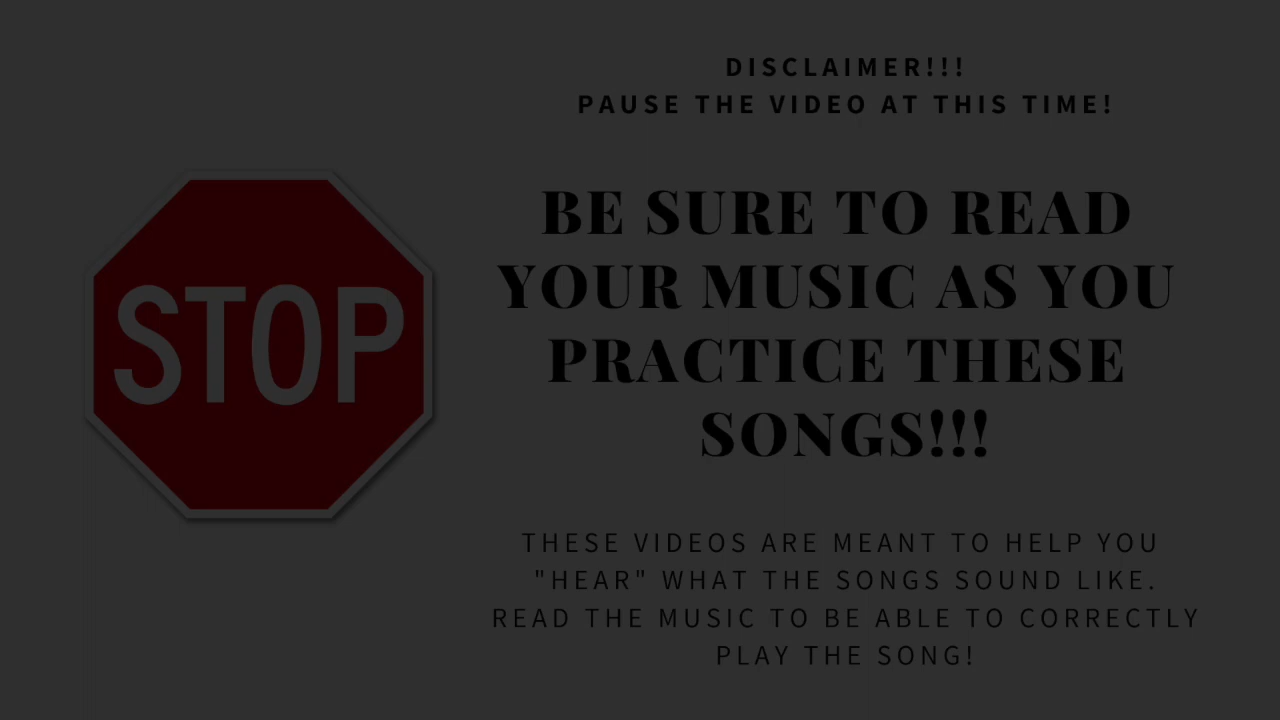 DISCLAIMER!!!
PAUSE THE VIDEO AT THIS TIME!
BE SURE TO READ
YOUR MUSIC AS YOU
PRACTICE THESE
SONGS!!!
STOP
THESE VIDEOS ARE MEANT TO HELP YOU
"HEAR" WHAT THE SONGS SOUND LIKE.
READ THE MUSIC TO BE ABLE TO CORRECTLY
PLAY THE SONG!